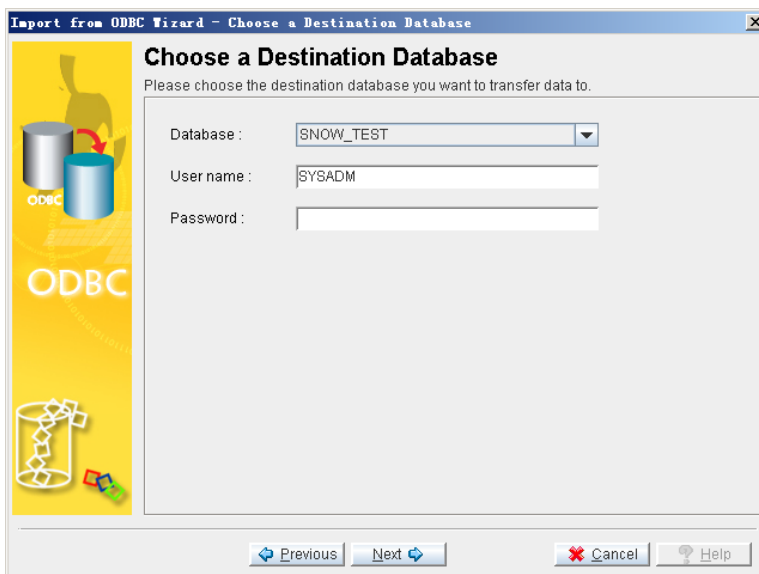 Import from ODBC Wizard - Choose a Destination Database
Choose a Destination Database
Please choose the destination database you want to transfer data to.
Database : SNOW_TEST
User name : SYSADM
Password :
ODBC
ODBC
Previous Next Cancel Help